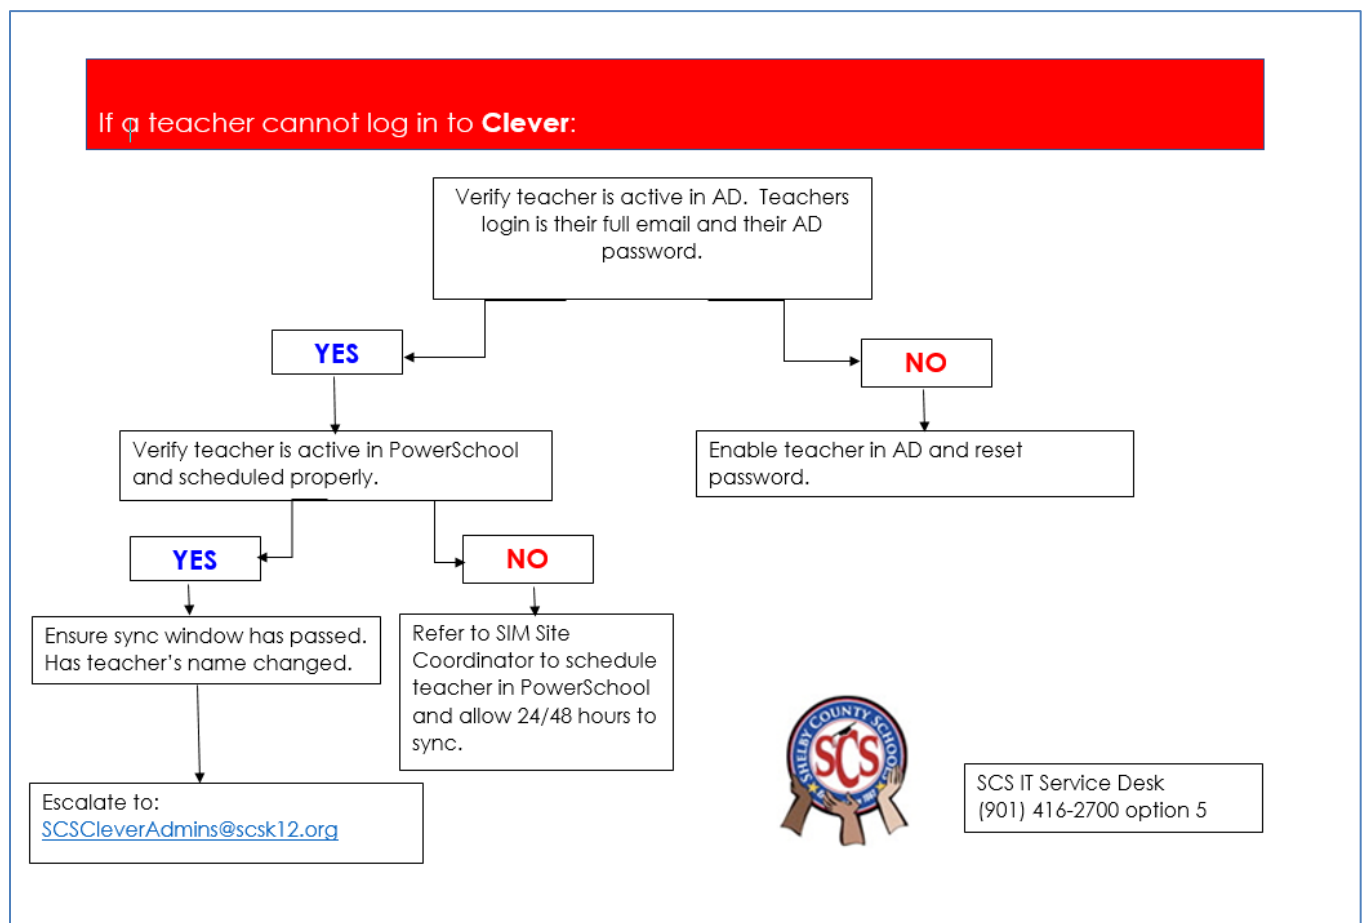 If a teacher cannot log in to Clever:
Verify teacher is active in AD.  Teachers
login is their full email and their AD
password.
YES
NO
Verify teacher is active in PowerSchool
and scheduled properly.
Enable teacher in AD and reset
password.
YES
NO
Ensure sync window has passed.
Has teacher's name changed.
Refer to SIM Site
Coordinator to schedule
teacher in PowerSchool
and allow 24/48 hours to
sync.
Escalate to:
SCSCleverAdmins@scsk12.org
SHELBY COUNTY SCHOOLS
SCS
SCS IT Service Desk
(901) 416-2700 option 5